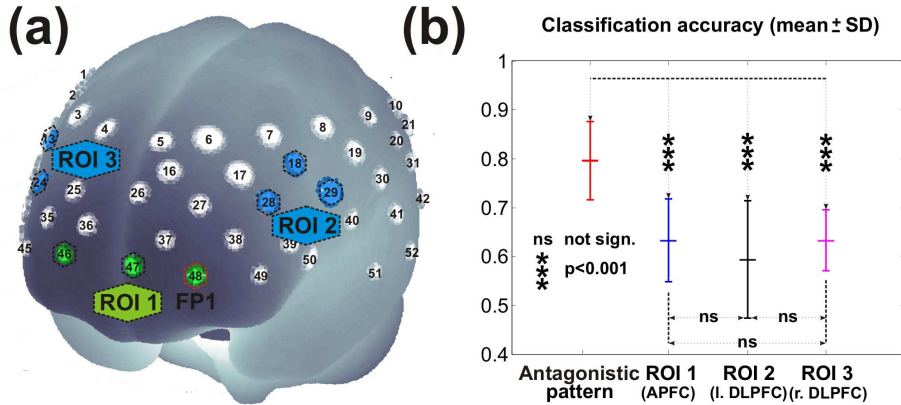 (a)
1
2
3
4
5
6
7
8
9
10
13
ROI 3
16
17
18
19
20
21
24
25
26
27
28
29
30
31
ROI 2
35
36
37
38
39
40
41
42
45
46
47
48
49
50
51
52
ROI 1
FP1
(b)
Classification accuracy (mean ± SD)
1
0.9
0.8
0.7
0.6
0.5
0.4
***
***
***
ns not sign.
*** p<0.001
ns
ns
ns
Antagonistic
pattern
ROI 1
(APFC)
ROI 2
(l. DLPFC)
ROI 3
(r. DLPFC)